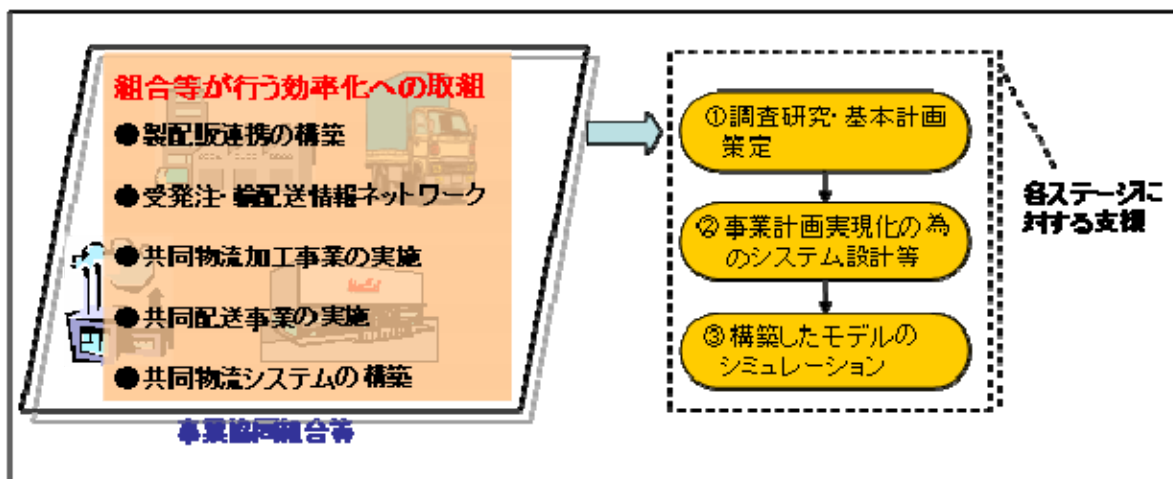 組合等が行う効率化への取組
●製配販連携の構築
●受発注・輸配送情報ネットワーク
●共同物流加工事業の実施
●共同配送事業の実施
●共同物流システムの構築
事業協同組合等
①調査研究・基本計画
策定
②事業計画実現化の為
のシステム設計等
③構築したモデルの
シミュレーション
各ステージに
対する支援